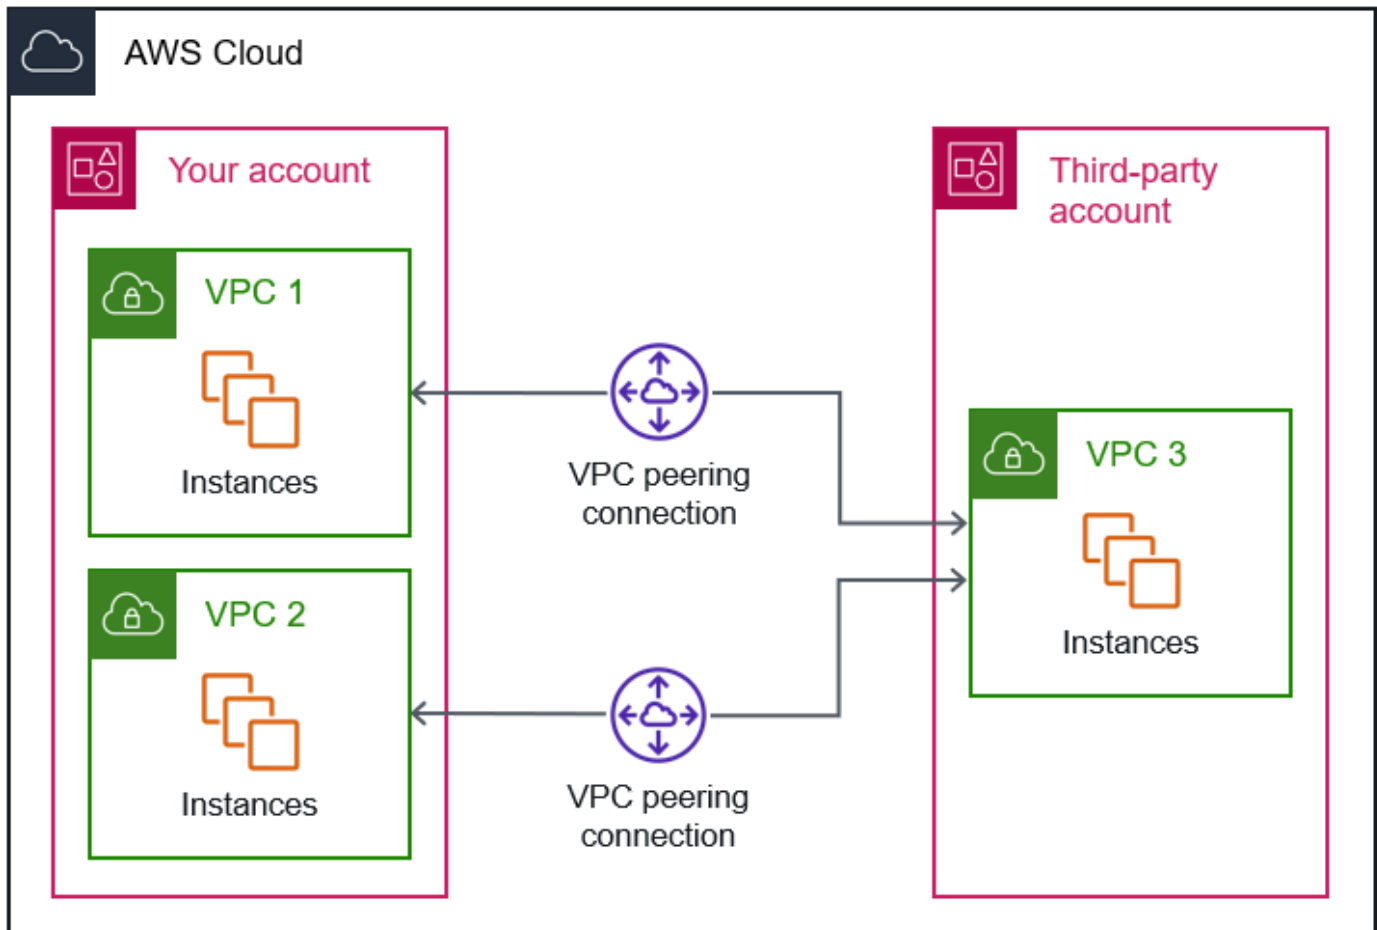 AWS Cloud
Your account
VPC 1
Instances
VPC 2
Instances
VPC peering
connection
VPC peering
connection
Third-party
account
VPC 3
Instances